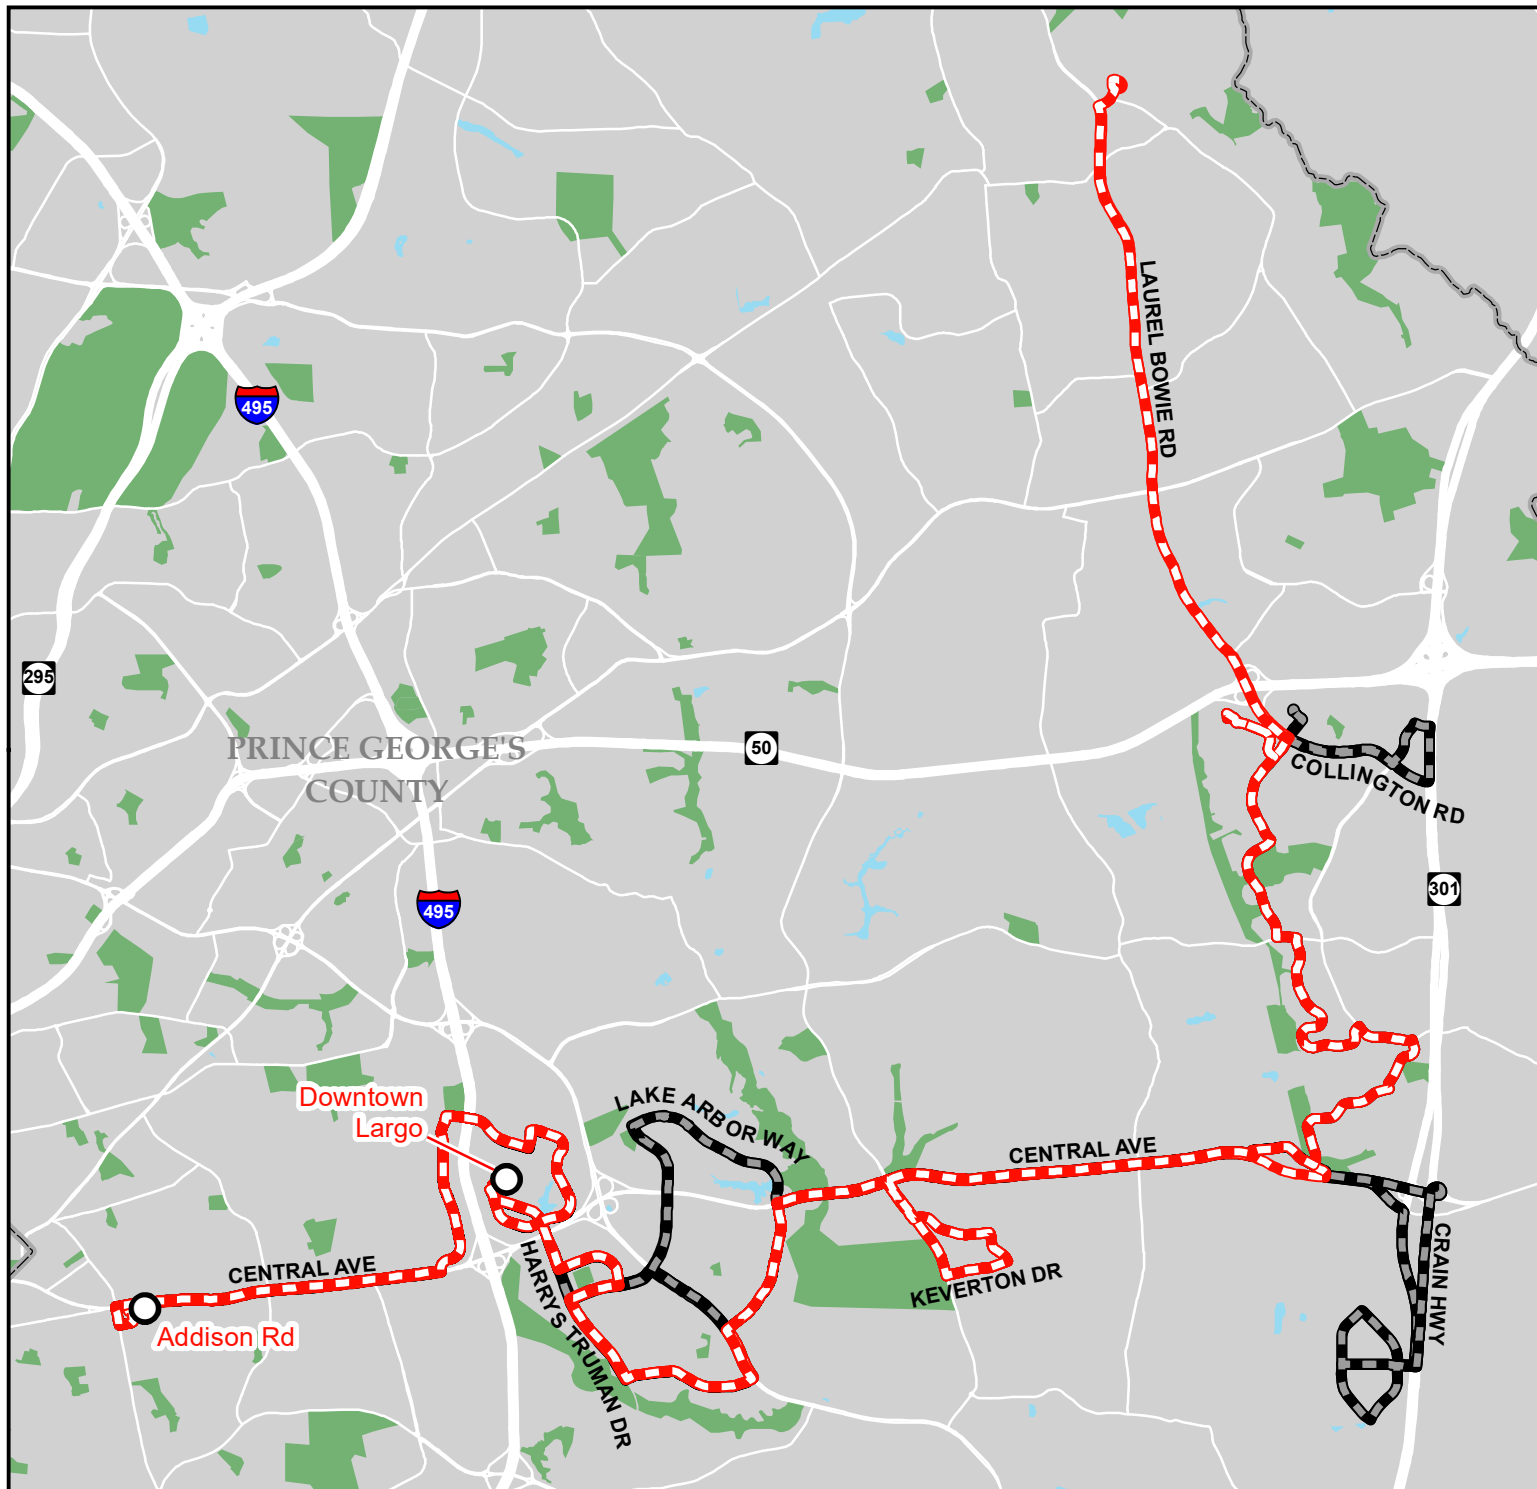 LAUREL BOWIE RD
495
295
PRINCE GEORGE'S
COUNTY
50
COLLINGTON RD
301
495
Downtown
Largo
LAKE ARBOR WAY
CENTRAL AVE
CENTRAL AVE
HARRY S TRUMAN DR
KEVERTON DR
CRAIN HWY
Addison Rd